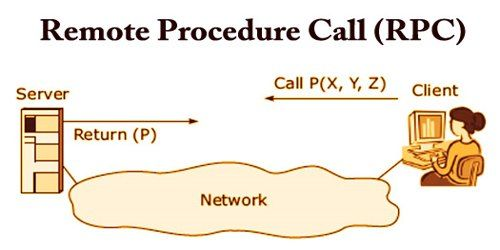 Remote Procedure Call (RPC)
Server
Call P(X, Y, Z)
Client
Return (P)
Network